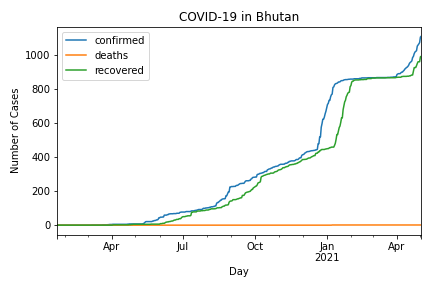 COVID-19 in Bhutan
confirmed
deaths
recovered
Number of Cases
1000
800
600
400
200
0
Apr
Jul
Oct
Jan
2021
Apr
Day